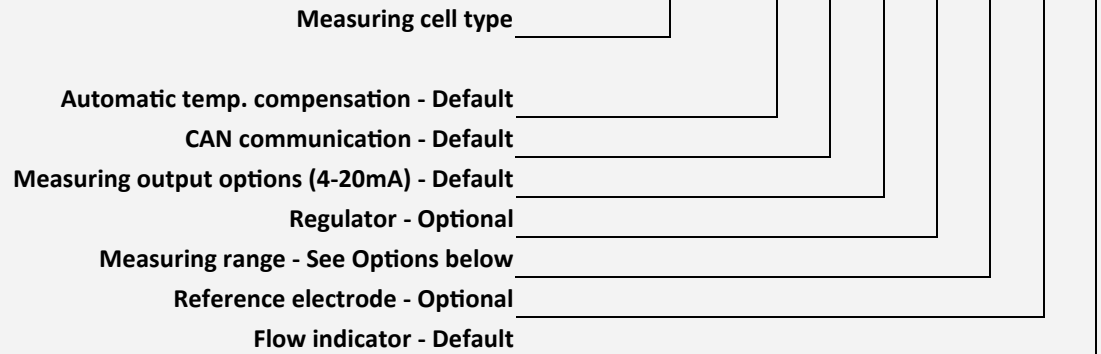 Measuring cell type
Automatic temp. compensation - Default
CAN communication - Default
Measuring output options (4-20mA) - Default
Regulator - Optional
Measuring range - See Options below
Reference electrode - Optional
Flow indicator - Default